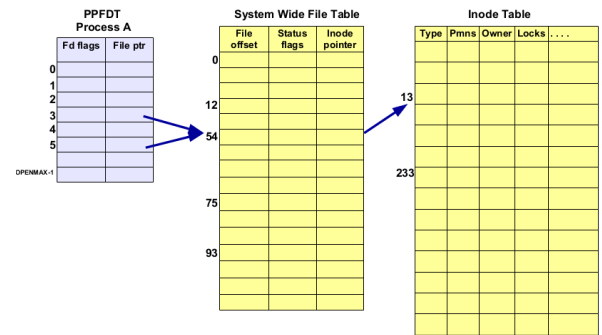 PPFDT
Process A
Fd flags File ptr
0
1
2
3
4
5
OPENMAX-1
System Wide File Table
File offset Status flags Inode pointer
0
12
54
75
93
Inode Table
Type Pmns Owner Locks . . . .
13
233